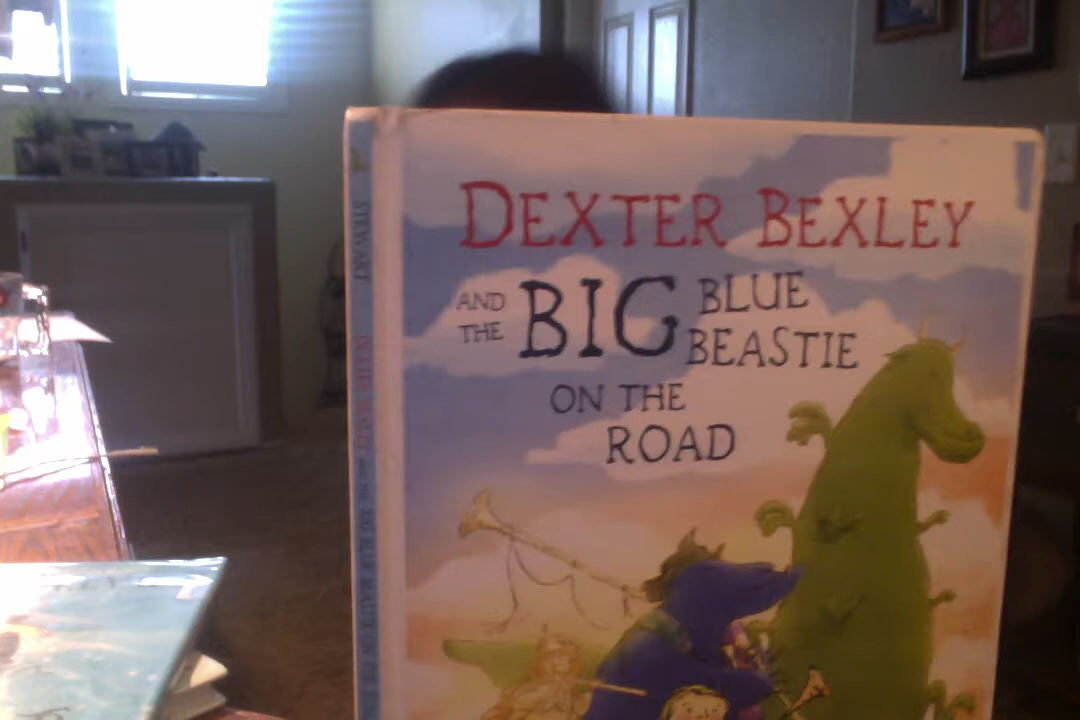 DEXTER BEXLEY
AND THE BIG BLUE BEASTIE
ON THE
ROAD
STEWART